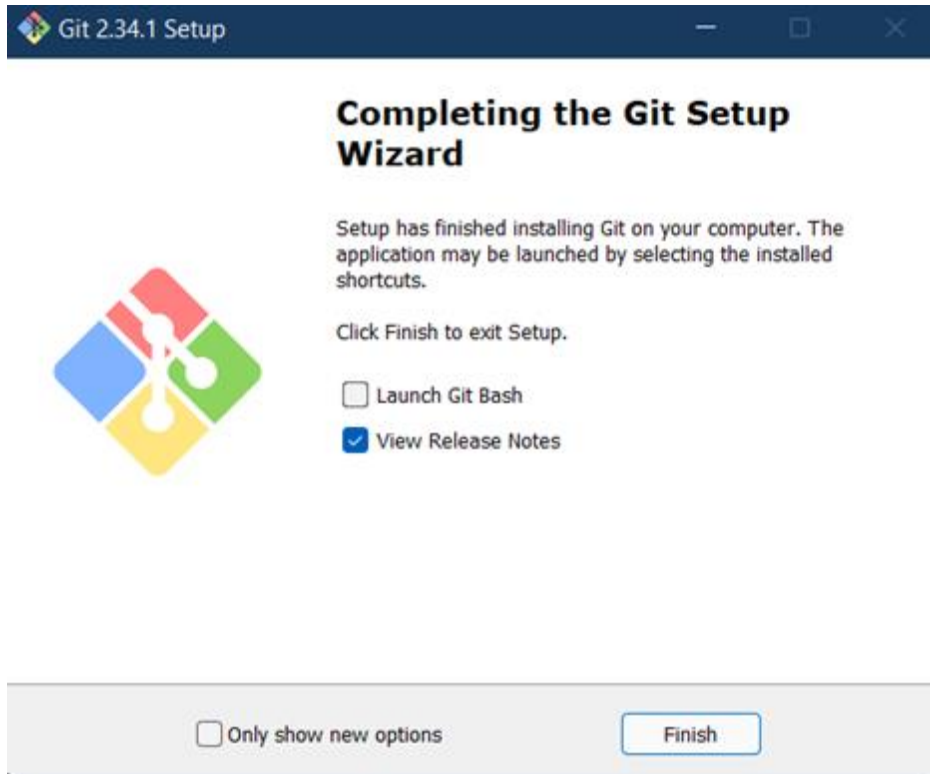 Git 2.34.1 Setup
Completing the Git Setup
Wizard
Setup has finished installing Git on your computer. The
application may be launched by selecting the installed
shortcuts.
Click Finish to exit Setup.
Launch Git Bash
View Release Notes
Only show new options
Finish